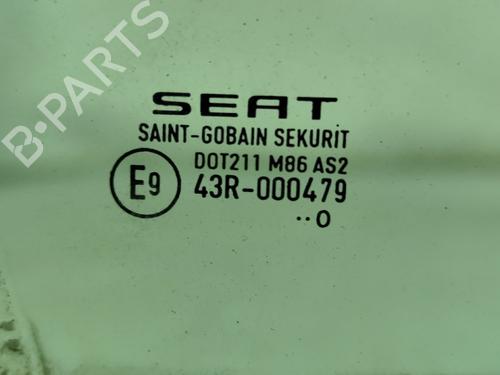 B-PARTS
SEAT
SAINT-GOBAIN SEKURIT
DOT211 M86 AS2
E9 43R-000479
..0